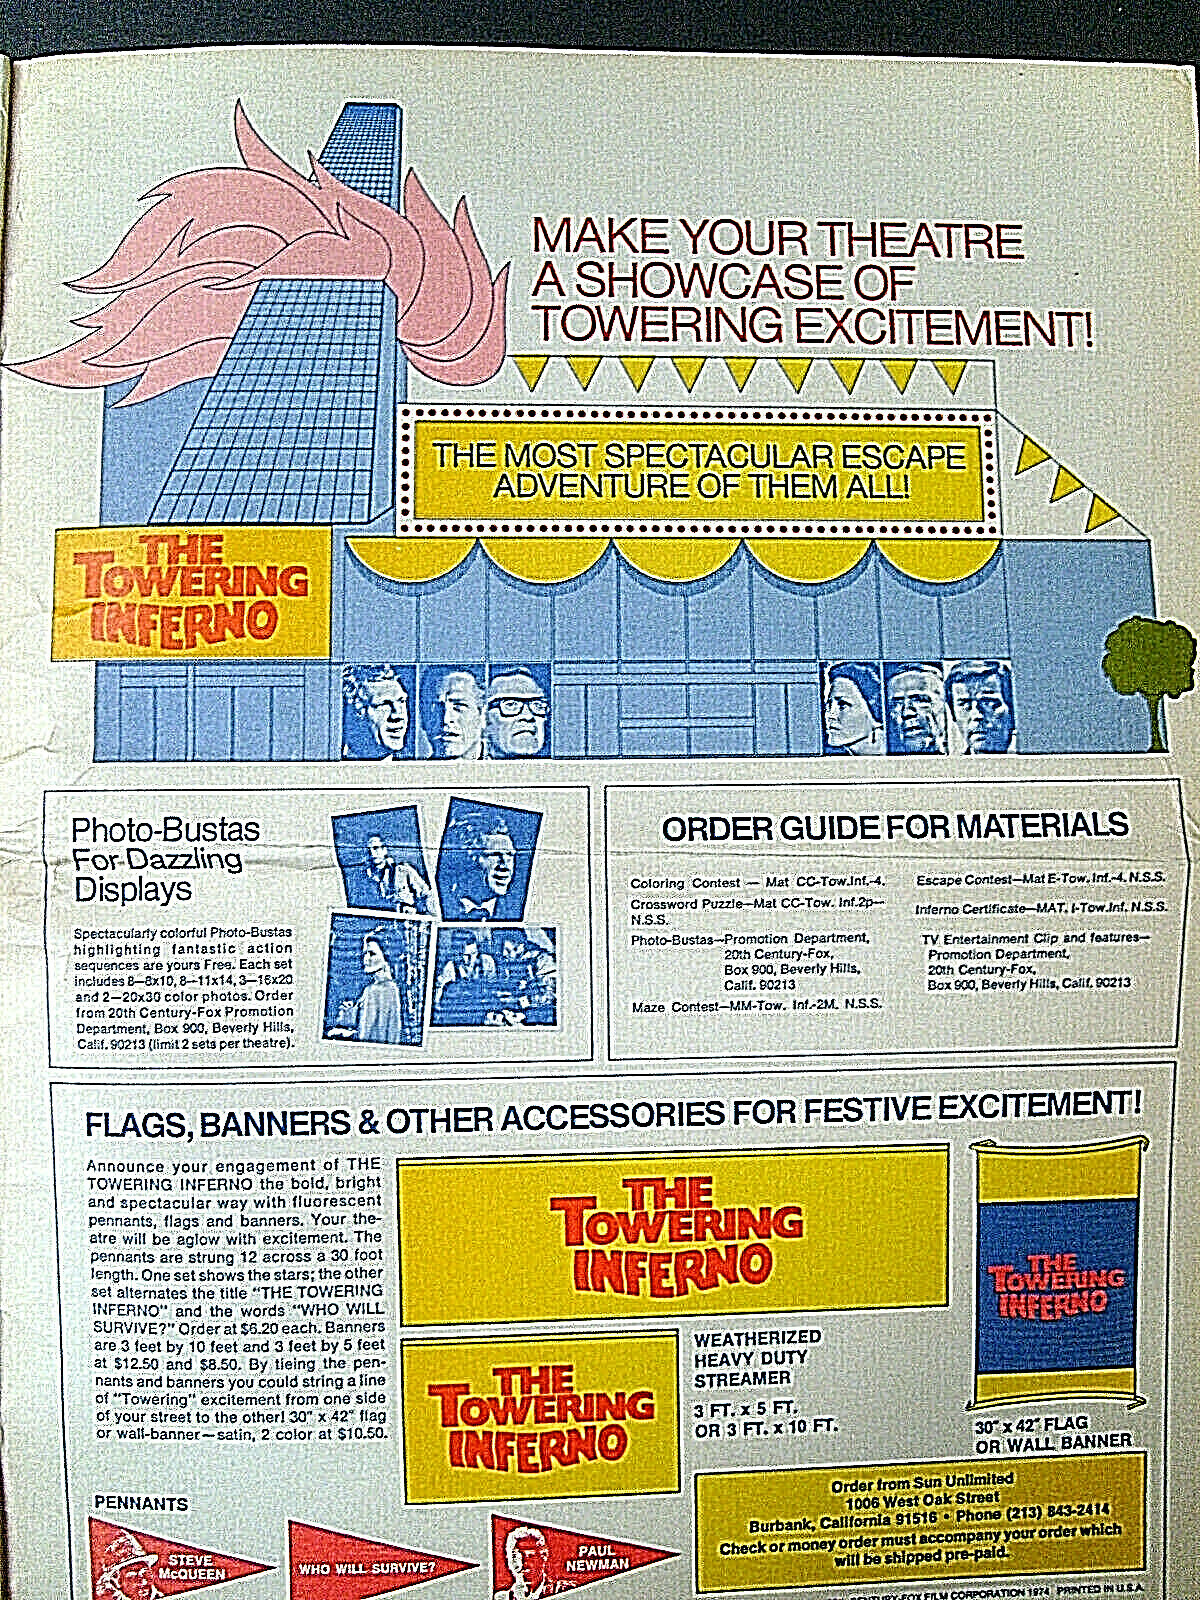 MAKE YOUR THEATRE
A SHOWCASE OF
TOWERING EXCITEMENT!
THE MOST SPECTACULAR ESCAPE
ADVENTURE OF THEM ALL!
THE
TOWERING
INFERNO
Photo-Bustas
For Dazzling
Displays
Spectacularly colorful Photo-Bustas
highlighting fantastic action
sequences are yours Free. Each set
includes 8—8x10, 8—11x14, 3—16x20
and 2—20x30 color photos. Order
from 20th Century-Fox Promotion
Department, Box 900, Beverly Hills,
Calif. 90213 (limit 2 sets per theatre).
ORDER GUIDE FOR MATERIALS
Coloring Contest — Mat CC-Tow.Inf.-4.
Crossword Puzzle—Mat CC-Tow. Inf.2p—
N.S.S.
Photo-Bustas—Promotion Department,
20th Century-Fox,
Box 900, Beverly Hills,
Calif. 90213
Maze Contest—MM-Tow. Inf.-2M. N.S.S.
Escape Contest—Mat E-Tow. Inf.-4. N.S.S.
Inferno Certificate—MAT. I-Tow.Inf. N.S.S.
TV Entertainment Clip and features—
Promotion Department,
20th Century-Fox,
Box 900, Beverly Hills, Calif. 90213
FLAGS, BANNERS & OTHER ACCESSORIES FOR FESTIVE EXCITEMENT!
Announce your engagement of THE
TOWERING INFERNO the bold, bright
and spectacular way with fluorescent
pennants, flags and banners. Your the-
atre will be aglow with excitement. The
pennants are strung 12 across a 30 foot
length. One set shows the stars; the other
set alternates the title "THE TOWERING
INFERNO" and the words "WHO WILL
SURVIVE?" Order at $6.20 each. Banners
are 3 feet by 10 feet and 3 feet by 5 feet
at $12.50 and $8.50. By tieing the pen-
nants and banners you could string a line
of "Towering" excitement from one side
of your street to the other! 30" x 42" flag
or wall-banner—satin, 2 color at $10.50.
THE
TOWERING
INFERNO
THE
TOWERING
INFERNO
THE
TOWERING
INFERNO
WEATHERIZED
HEAVY DUTY
STREAMER
3 FT. x 5 FT.
OR 3 FT. x 10 FT.
30" x 42" FLAG
OR WALL BANNER
PENNANTS
STEVE
McQUEEN
WHO WILL SURVIVE?
PAUL
NEWMAN
Order from Sun Unlimited
1006 West Oak Street
Burbank, California 91516 • Phone (213) 843-2414
Check or money order must accompany your order which
will be shipped pre-paid.
CENTURY-FOX FILM CORPORATION 1974 PRINTED IN U.S.A.